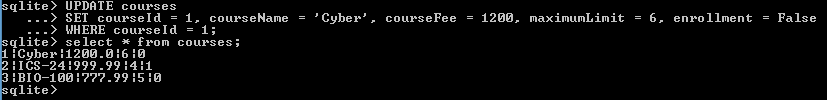 sqlite> UPDATE courses
   ...> SET courseId = 1, courseName = 'Cyber', courseFee = 1200, maximumLimit = 6, enrollment = False
   ...> WHERE courseId = 1;
sqlite> select * from courses;
1|Cyber|1200.0|6|0
2|ICS-24|999.99|4|1
3|BIO-100|777.99|5|0
sqlite>